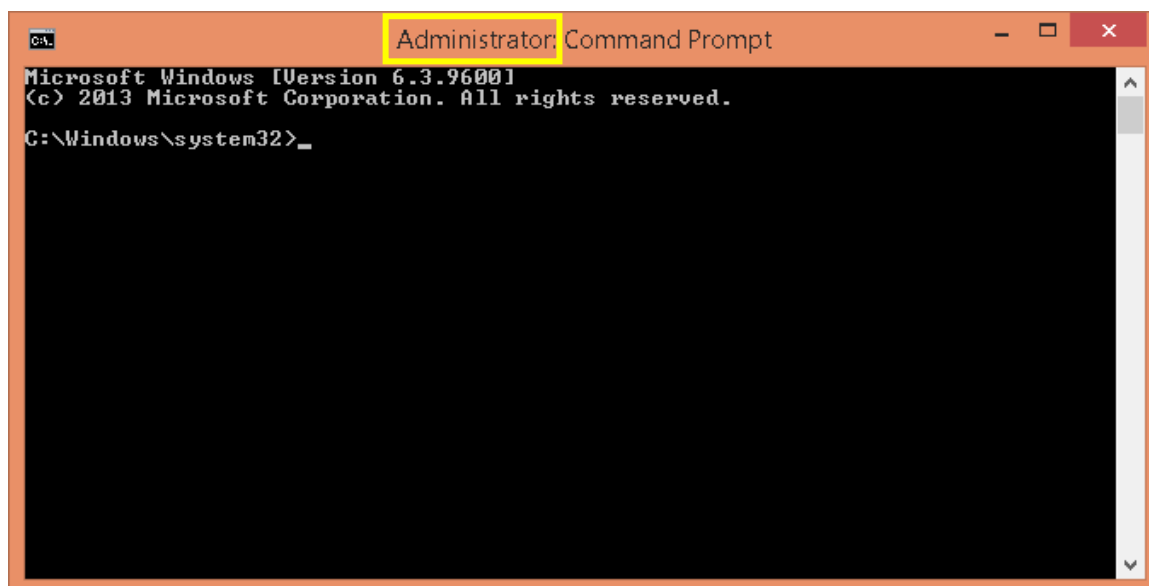 Administrator: Command Prompt
Microsoft Windows [Version 6.3.9600]
(c) 2013 Microsoft Corporation. All rights reserved.
C:\Windows\system32>_